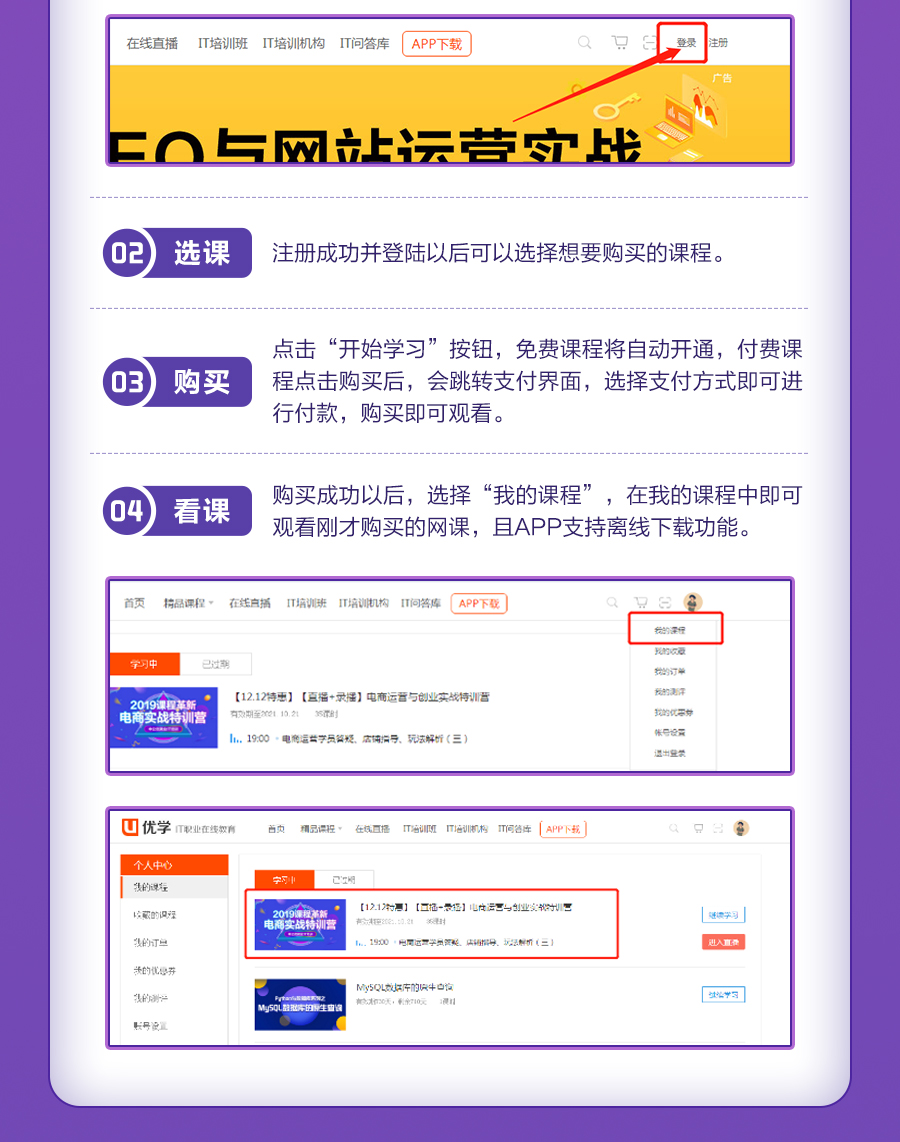 在线直播 IT培训班 IT培训机构 IT问答库 APP下载 登录 注册
广告
EO与网站运营实战
02 选课 注册成功并登陆以后可以选择想要购买的课程。
点击“开始学习”按钮，免费课程将自动开通，付费课
03 购买 程点击购买后，会跳转支付界面，选择支付方式即可进
行付款，购买即可观看。
购买成功以后，选择“我的课程”，在我的课程中即可
04 看课 观看刚才购买的网课，且APP支持离线下载功能。
首页 精品课程 在线直播 IT培训班 IT培训机构 IT问答库 APP下载
我的课程
我的收藏
学习中 已过期
我的订单
我的测评
2019课程革新
【12.12特惠】【直播+录播】电商运营与创业实战特训营
电商实战特训营
有效期至2021.10.21 35课时
我的优惠券
帐号设置
19:00 电商运营学员答疑、店铺指导、玩法解析（三）
退出登录
优学 IT职业在线教育 首页 精品课程 在线直播 IT培训班 IT培训机构 IT问答库 APP下载
个人中心
我的课程
收藏的课程
我的订单
我的优惠券
我的测评
账号设置
学习中 已过期
2019课程革新
电商实战特训营
【12.12特惠】【直播+录播】电商运营与创业实战特训营
有效期至2021.10.21 35课时
19:00 电商运营学员答疑、店铺指导、玩法解析（三）
继续学习
进入直播
MySQL数据库的原生查询
MySQL数据库的原生查询